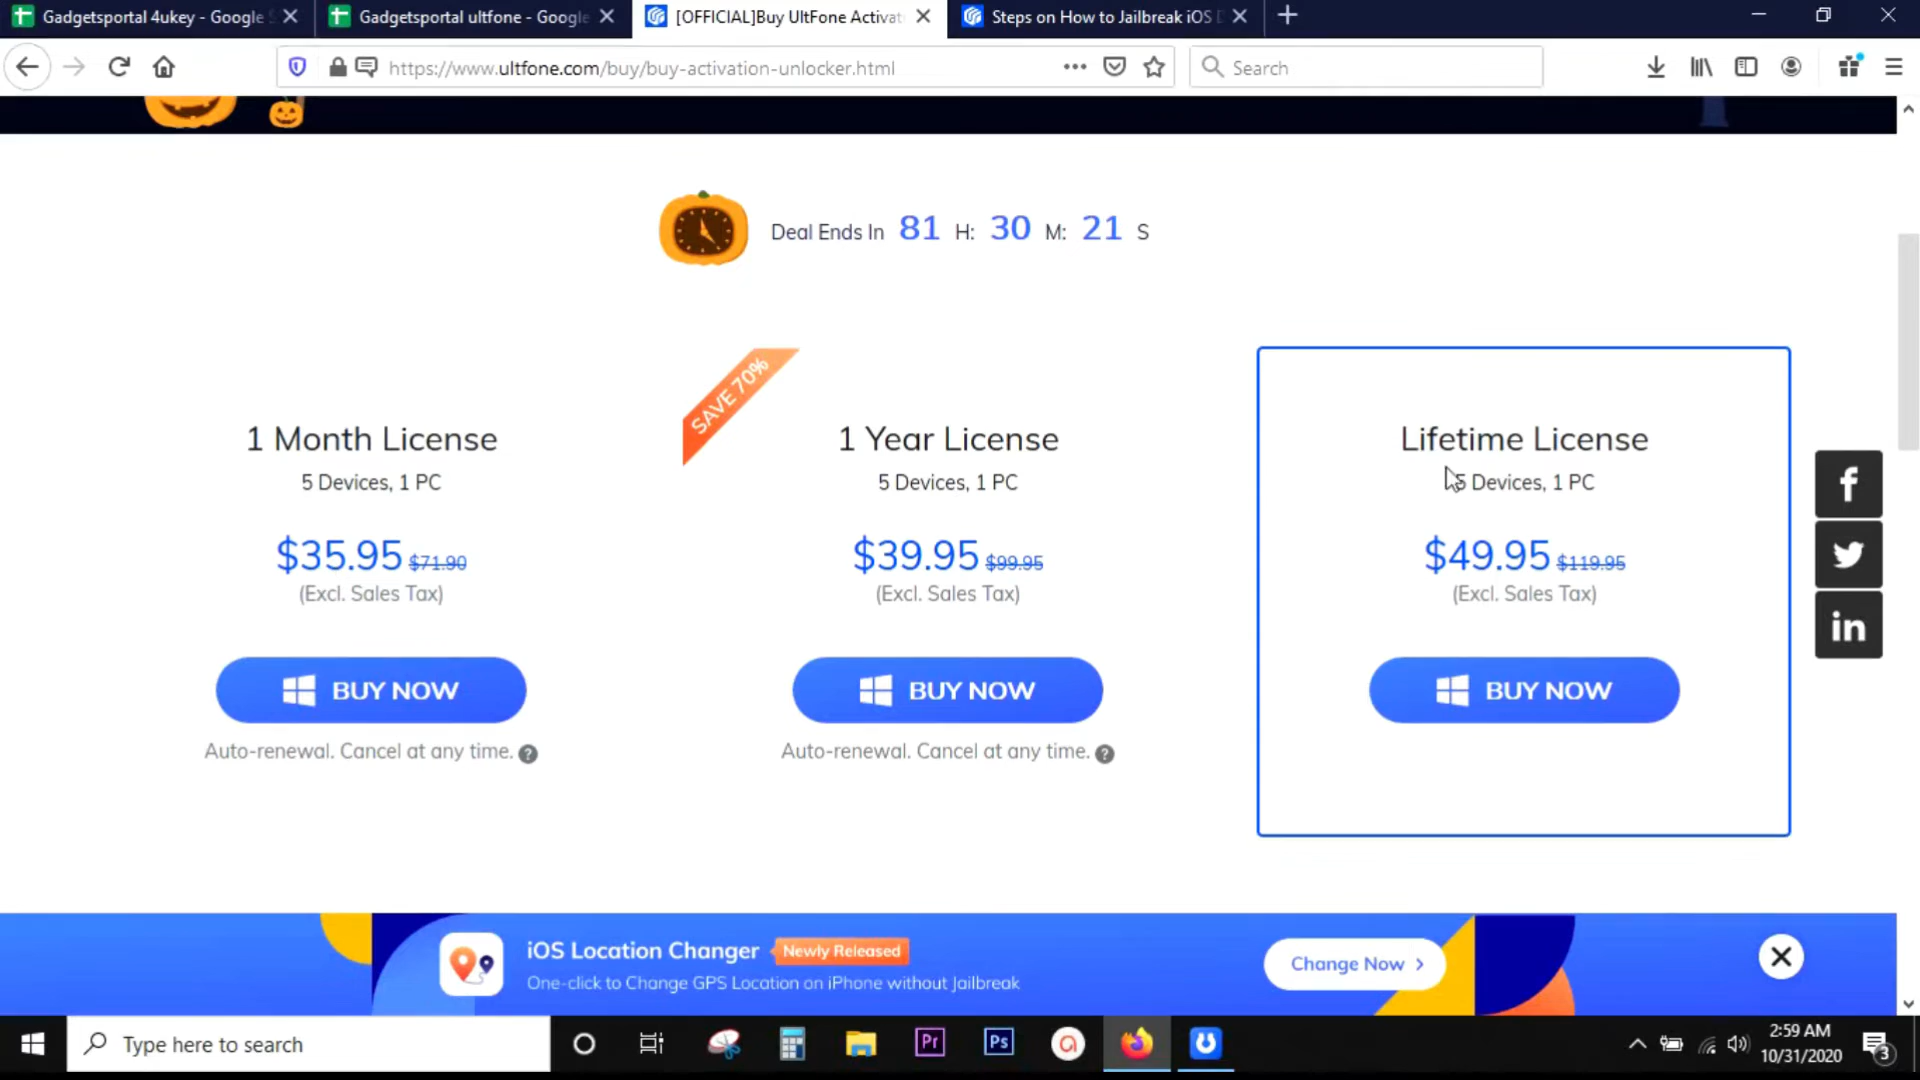 Gadgetsportal 4ukey - Google S
Gadgetsportal ultfone - Google
[OFFICIAL]Buy UltFone Activat
Steps on How to Jailbreak iOS D
https://www.ultfone.com/buy/buy-activation-unlocker.html
Search
Deal Ends In 81 H: 30 M: 21 S
SAVE 70%
1 Month License
5 Devices, 1 PC
$35.95 $71.90
(Excl. Sales Tax)
BUY NOW
Auto-renewal. Cancel at any time. ?
1 Year License
5 Devices, 1 PC
$39.95 $99.95
(Excl. Sales Tax)
BUY NOW
Auto-renewal. Cancel at any time. ?
Lifetime License
5 Devices, 1 PC
$49.95 $119.95
(Excl. Sales Tax)
BUY NOW
f
in
iOS Location Changer Newly Released
One-click to Change GPS Location on iPhone without Jailbreak
Change Now >
Type here to search
Pr
Ps
2:59 AM
10/31/2020
3